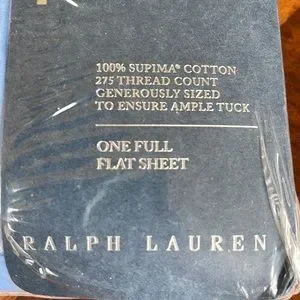 100% SUPIMA® COTTON
275 THREAD COUNT
GENEROUSLY SIZED
TO ENSURE AMPLE TUCK
ONE FULL
FLAT SHEET
RALPH LAUREN